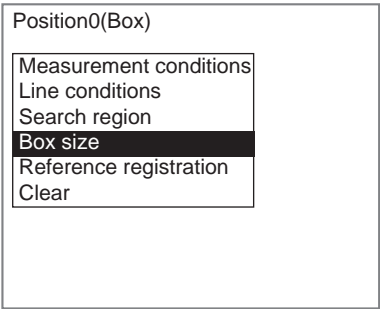 Position0(Box)
Measurement conditions
Line conditions
Search region
Box size
Reference registration
Clear